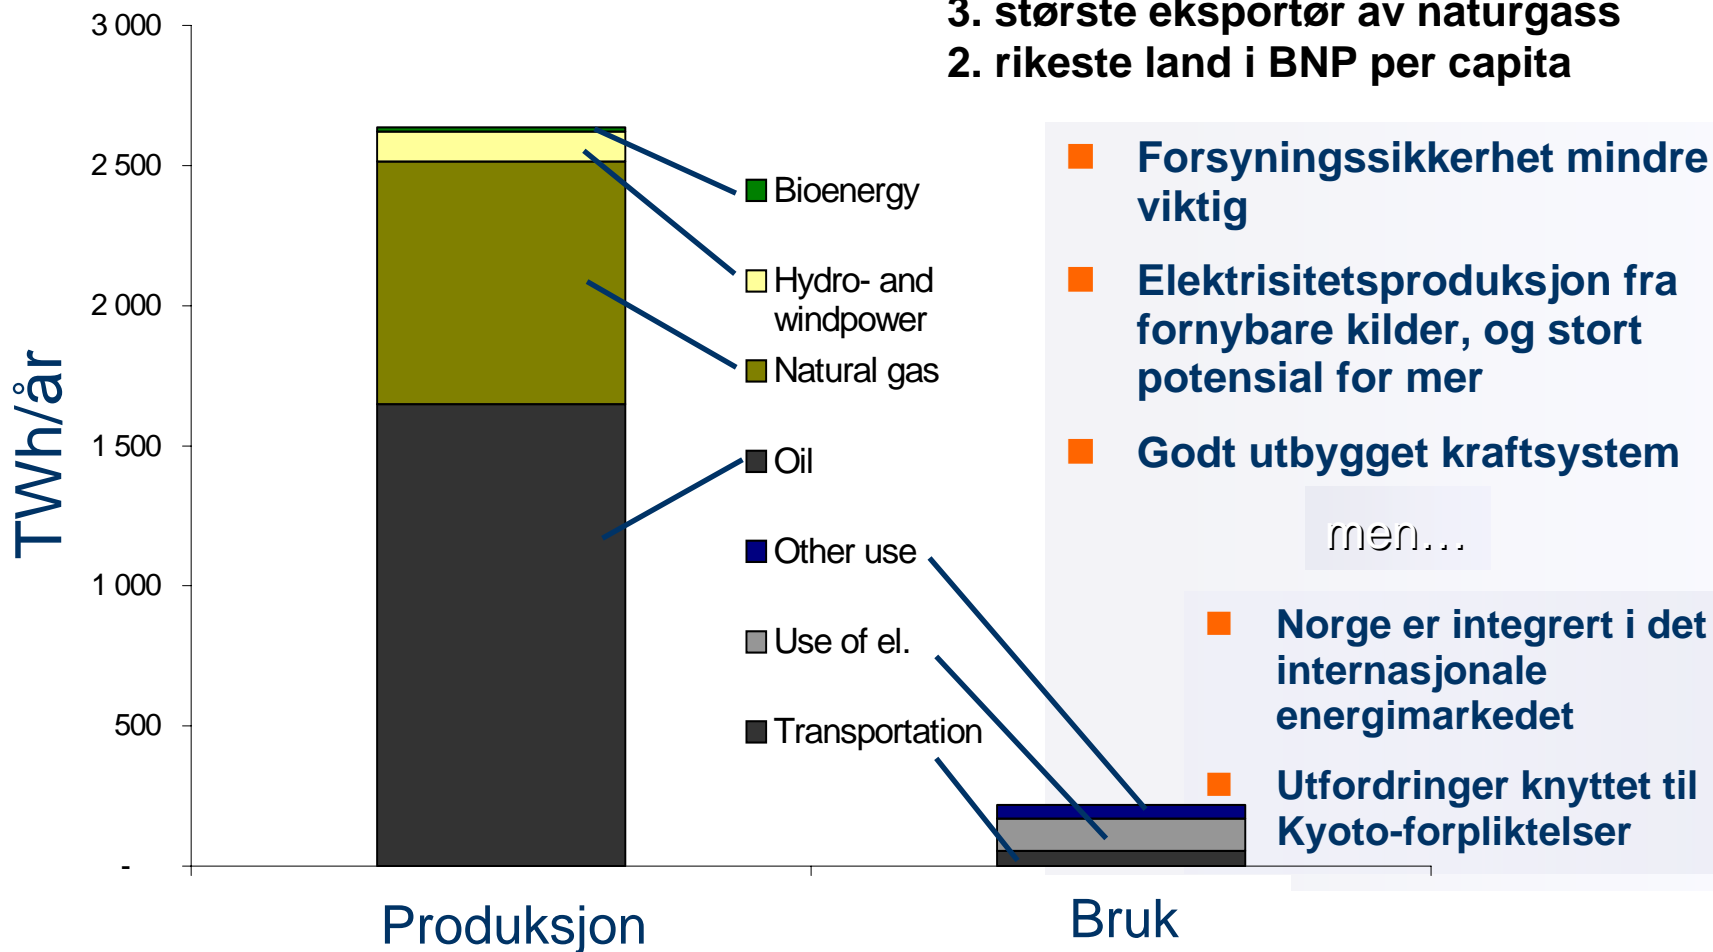 3. største eksportør av naturgass
2. rikeste land i BNP per capita
3 000
2 500
2 000
1 500
1 000
500
-
TWh/år
Bioenergy
Hydro- and
windpower
Natural gas
Oil
Other use
Use of el.
Transportation
Produksjon
Bruk
Forsyningssikkerhet mindre
viktig
Elektrisitetsproduksjon fra
fornybare kilder, og stort
potensial for mer
Godt utbygget kraftsystem
men...
Norge er integrert i det
internasjonale
energimarkedet
Utfordringer knyttet til
Kyoto-forpliktelser